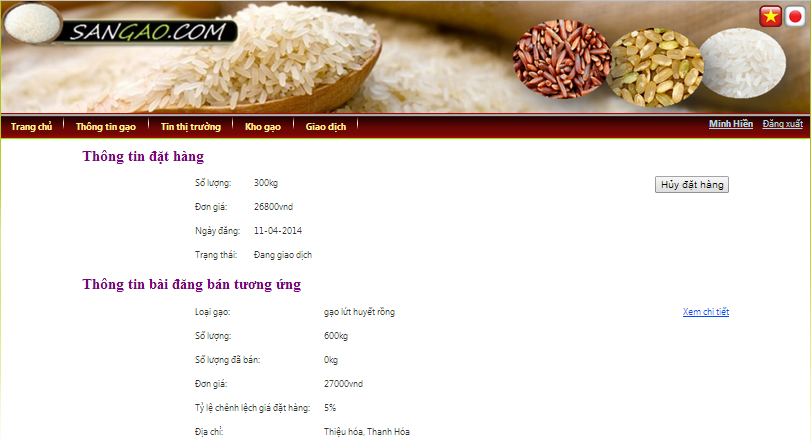 SANGAO.COM
Trang chủ Thông tin gạo Tin thị trường Kho gạo Giao dịch Minh Hiền Đăng xuất
Thông tin đặt hàng
Số lượng: 300kg Hủy đặt hàng
Đơn giá: 26800vnd
Ngày đăng: 11-04-2014
Trạng thái: Đang giao dịch
Thông tin bài đăng bán tương ứng
Loại gạo: gạo lứt huyết rồng Xem chi tiết
Số lượng: 600kg
Số lượng đã bán: 0kg
Đơn giá: 27000vnd
Tỷ lệ chênh lệch giá đặt hàng: 5%
Địa chỉ: Thiệu hóa, Thanh Hóa